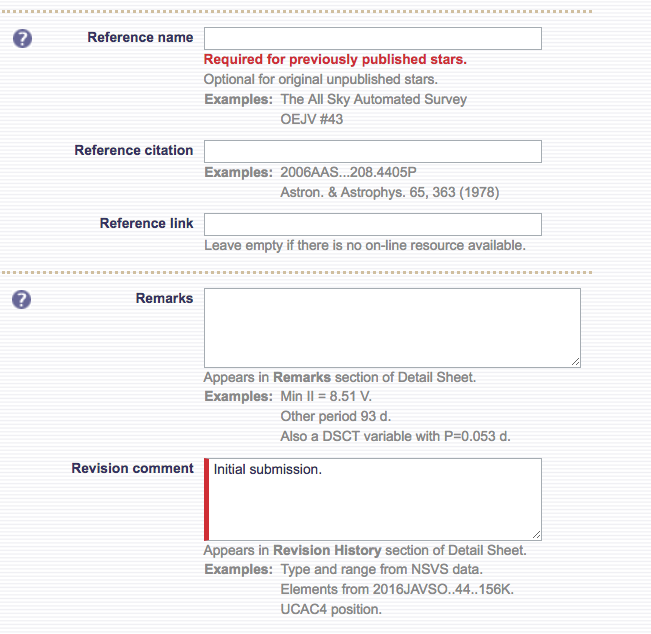 Reference name
Required for previously published stars.
Optional for original unpublished stars.
Examples: The All Sky Automated Survey
OEJV #43
Reference citation
Examples: 2006AAS...208.4405P
Astron. & Astrophys. 65, 363 (1978)
Reference link
Leave empty if there is no on-line resource available.
Remarks
Appears in Remarks section of Detail Sheet.
Examples: Min II = 8.51 V.
Other period 93 d.
Also a DSCT variable with P=0.053 d.
Revision comment
Initial submission.
Appears in Revision History section of Detail Sheet.
Examples: Type and range from NSVS data.
Elements from 2016JAVSO..44..156K.
UCAC4 position.